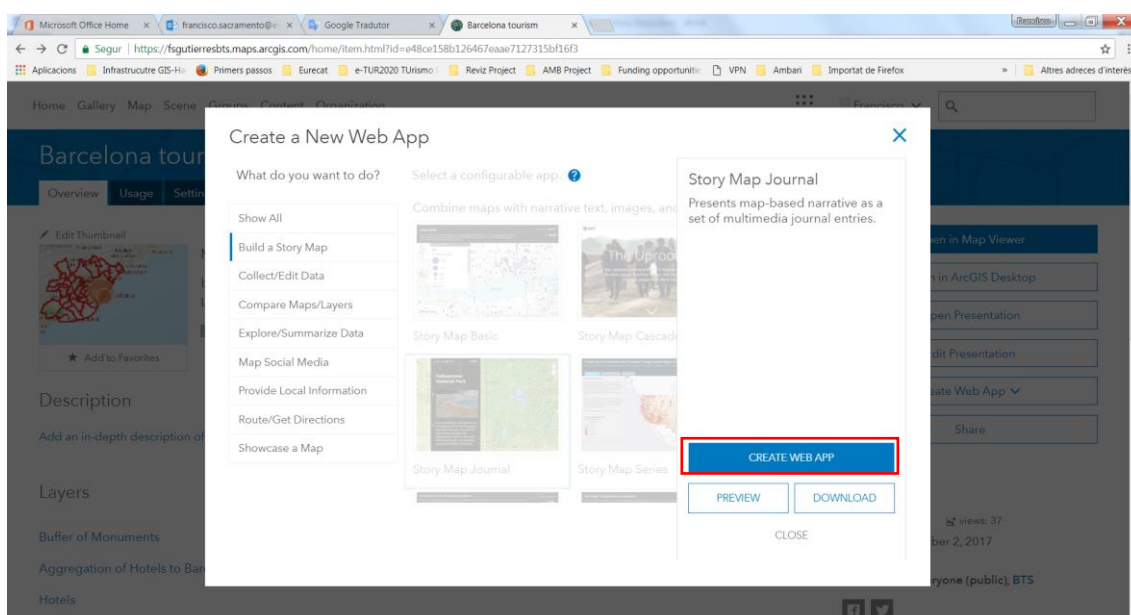 Microsoft Office Home
francisco.sacramento@e
Google Tradutor
Barcelona tourism
Segur | https://fsgutierresbts.maps.arcgis.com/home/item.html?id=e48ce158b126467eaae7127315bf16f3
Aplicacions Infrastrucutre GIS-Ha Primers passos Eurecat e-TUR2020 TUrismo Reviz Project AMB Project Funding opportuniti VPN Ambari Importat de Firefox » Altres adreces d'interès
Home Gallery Map Scene Groups Content Organization Francisco
Create a New Web App
Barcelona tour
Overview Usage Settin
Edit Thumbnail
Add to Favorites
Description
Add an in-depth description of
Layers
Buffer of Monuments
Aggregation of Hotels to Bar
Hotels
What do you want to do?
Show All
Build a Story Map
Collect/Edit Data
Compare Maps/Layers
Explore/Summarize Data
Map Social Media
Provide Local Information
Route/Get Directions
Showcase a Map
Select a configurable app.
Combine maps with narrative text, images, and
The Uproo
Story Map Basic
Story Map Cascade
Yellowstone
National Park
Story Map Journal
Story Map Series
Story Map Journal
Presents map-based narrative as a
set of multimedia journal entries.
CREATE WEB APP
PREVIEW
DOWNLOAD
CLOSE
en in Map Viewer
n in ArcGIS Desktop
pen Presentation
dit Presentation
eate Web App
Share
views: 37
ber 2, 2017
ryone (public), BTS